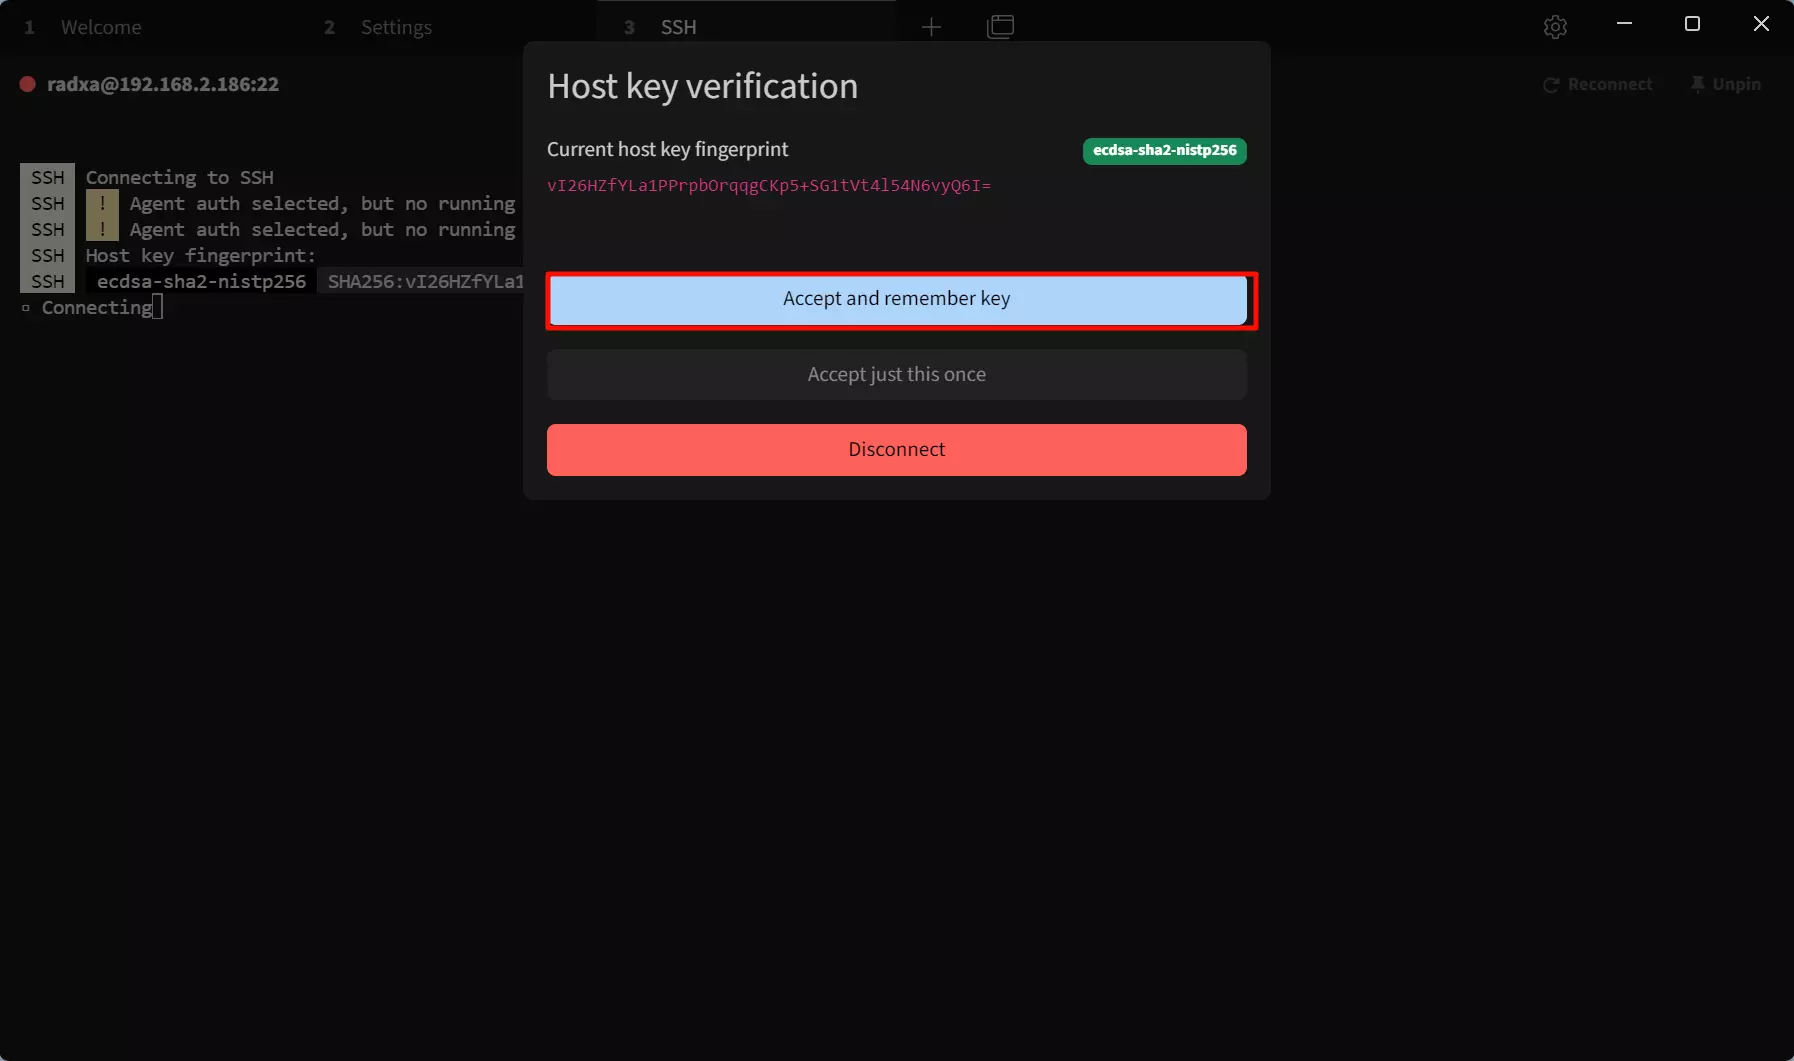 1 Welcome 2 Settings 3 SSH
radxa@192.168.2.186:22 Reconnect Unpin
Host key verification
Current host key fingerprint ecdsa-sha2-nistp256
vI26HZfYLa1PPrpbOrqqgCKp5+SG1tVt4l54N6vyQ6I=
Accept and remember key
Accept just this once
Disconnect
SSH Connecting to SSH
SSH ! Agent auth selected, but no running
SSH ! Agent auth selected, but no running
SSH Host key fingerprint:
SSH ecdsa-sha2-nistp256 SHA256:vI26HZfYLa1
Connecting